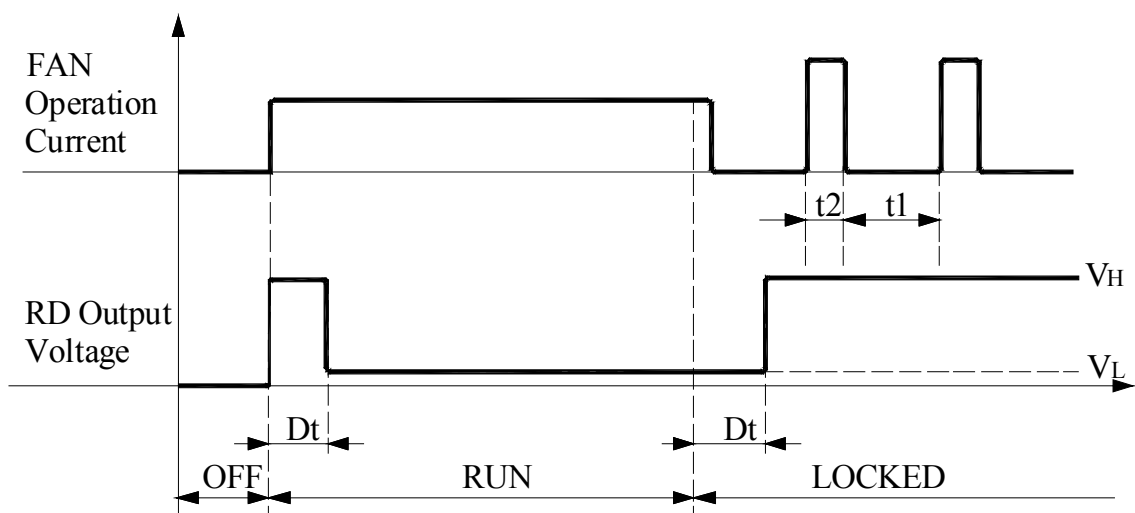 FAN
Operation
Current
t2
t1
VH
RD Output
Voltage
VL
Dt
Dt
OFF
RUN
LOCKED